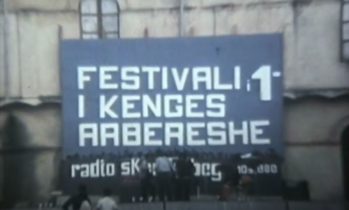 FESTIVALI i 1-
I KENGES
ARBERESHE
radio